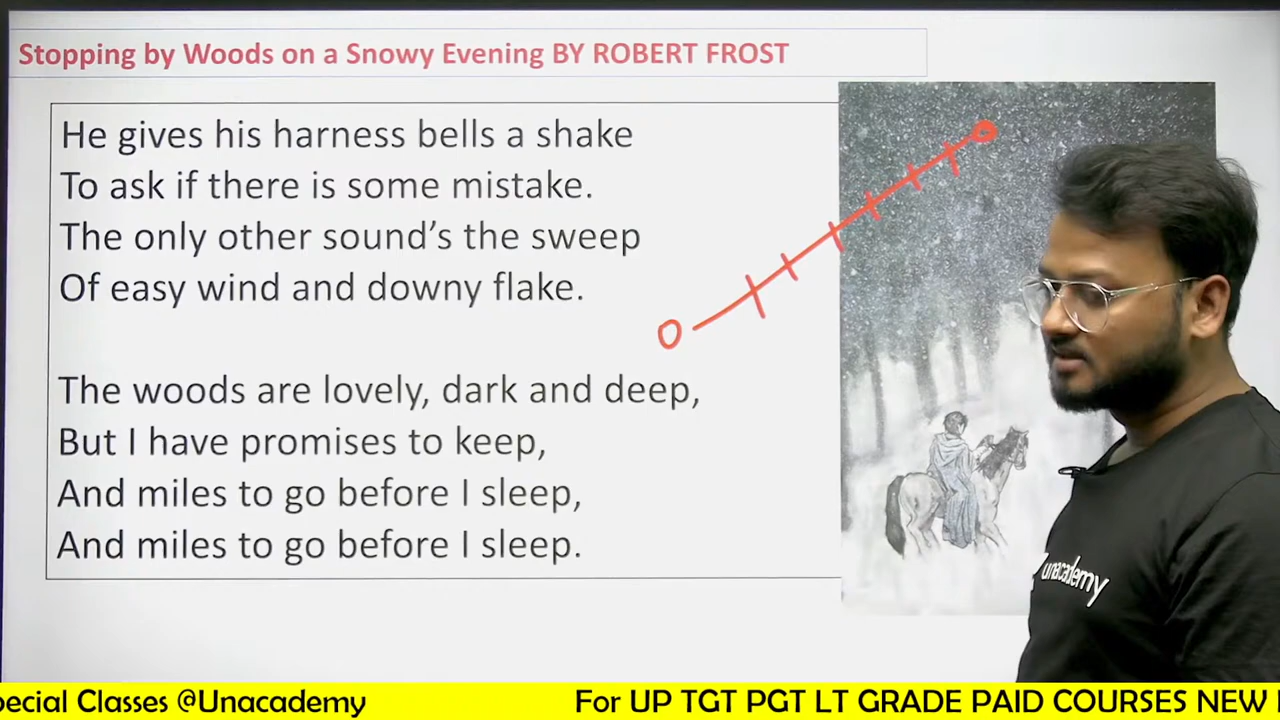 Stopping by Woods on a Snowy Evening BY ROBERT FROST
He gives his harness bells a shake
To ask if there is some mistake.
The only other sound’s the sweep
Of easy wind and downy flake.
The woods are lovely, dark and deep,
But I have promises to keep,
And miles to go before I sleep,
And miles to go before I sleep.
unacademy
ecial Classes @Unacademy For UP TGT PGT LT GRADE PAID COURSES NEW